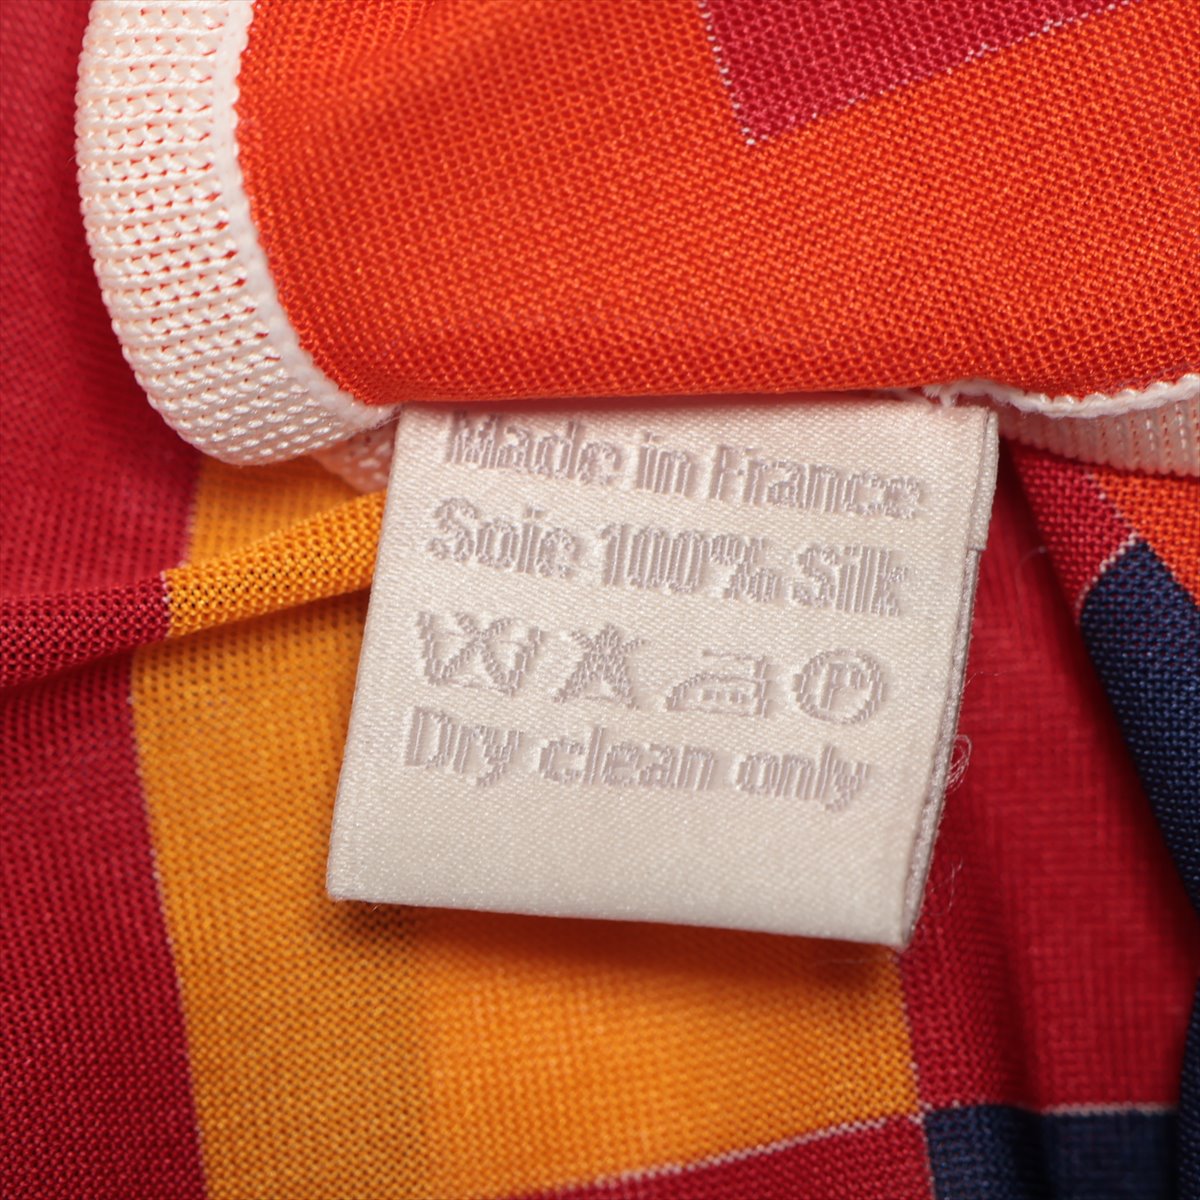 Made in France
Soie 100% Silk
P
Dry clean only